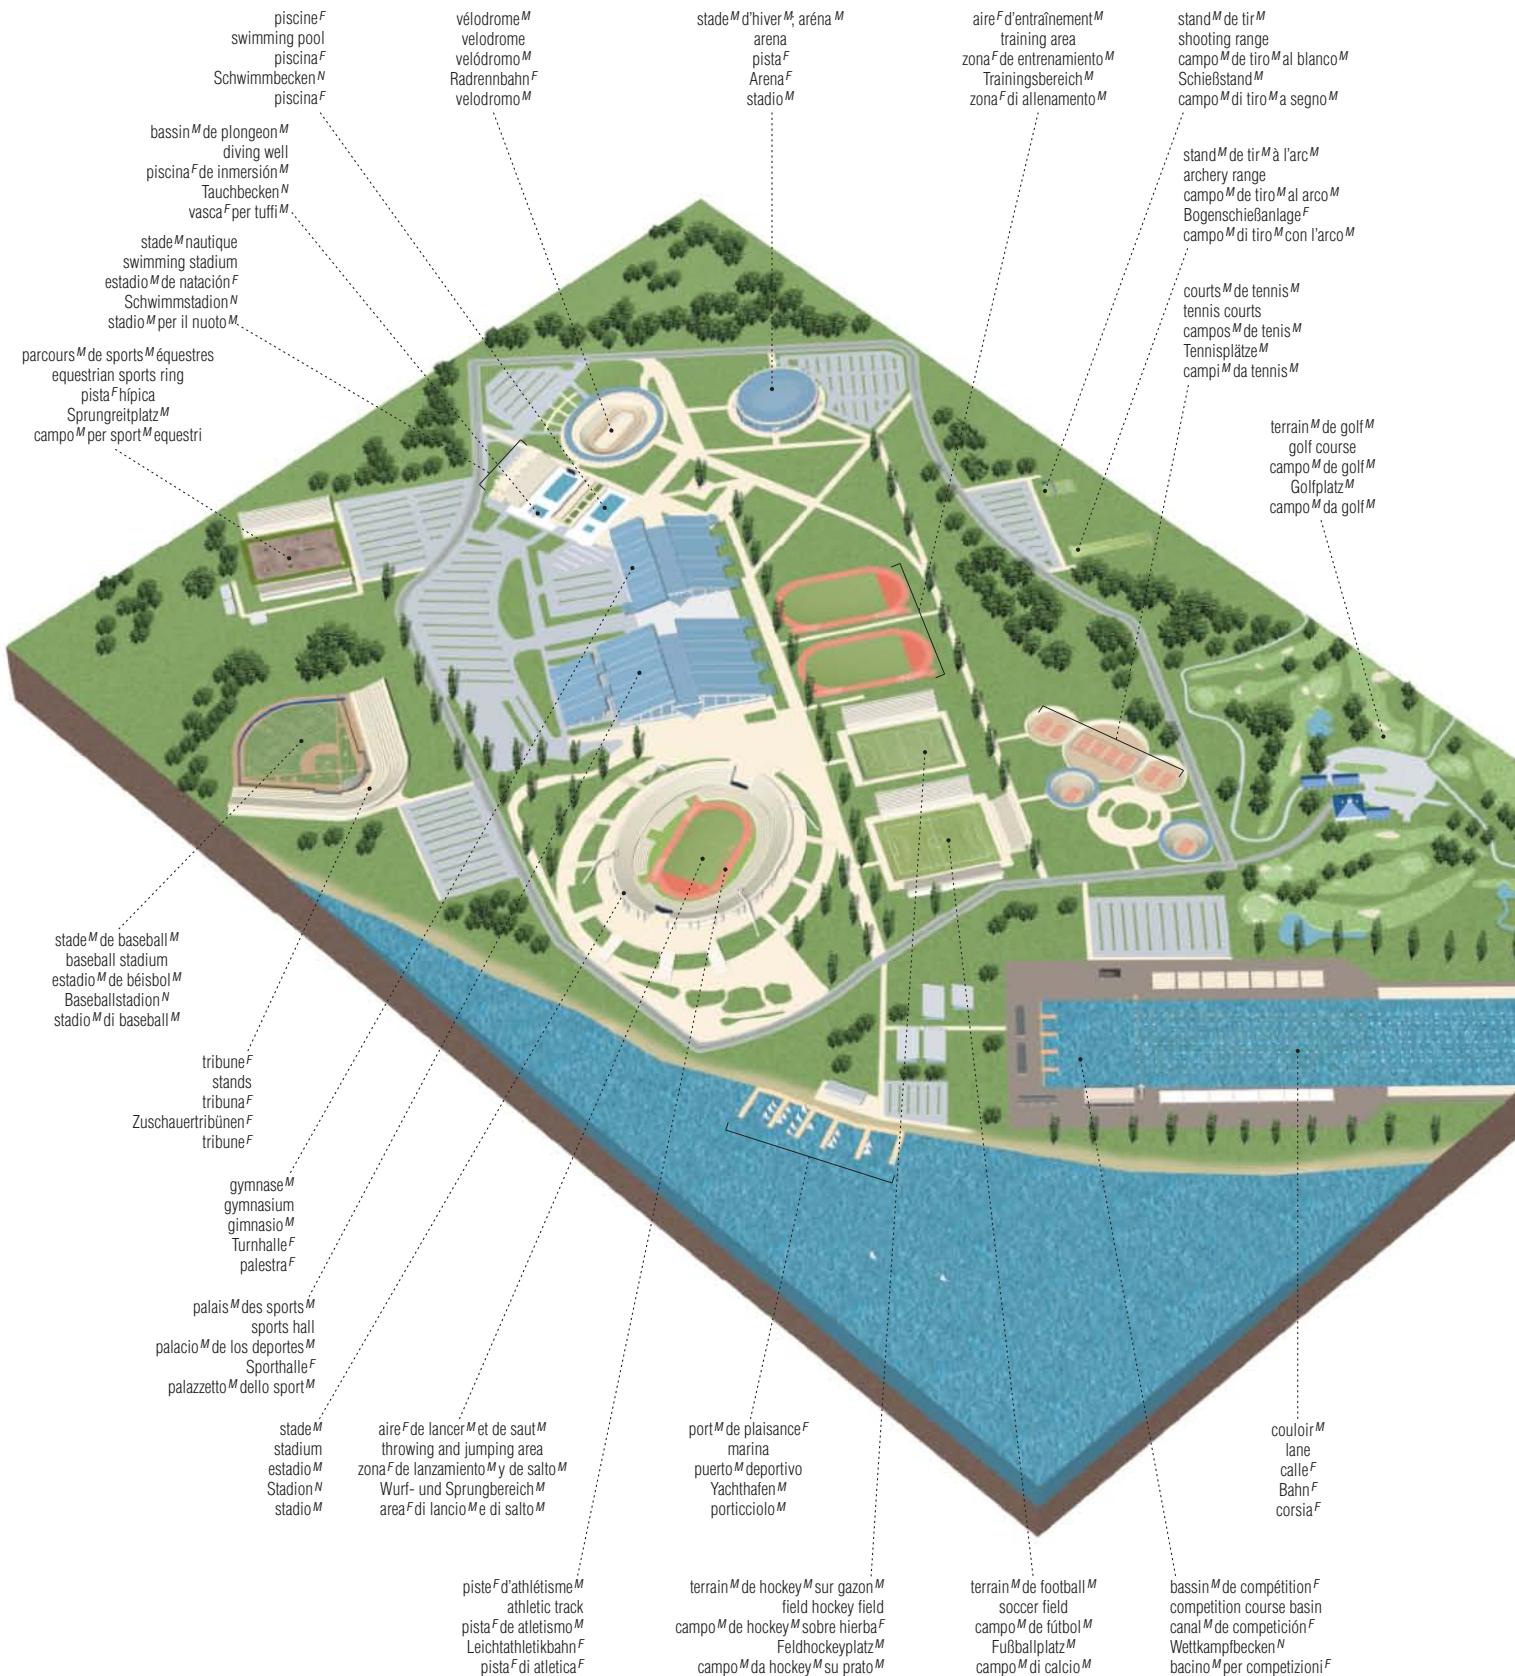 piscineF
swimming pool
piscinaF
SchwimmbeckenN
piscinaF
vélodromeM
velodrome
velódromoM
RadrennbahnF
velodromoM
stadeM d'hiverM; arénaM
arena
pistaF
ArenaF
stadioM
aireF d'entraînementM
training area
zonaF de entrenamientoM
TrainingsbereichM
zonaF di allenamentoM
standM de tirM
shooting range
campoM de tiroM al blancoM
SchießstandM
campoM di tiroM a segnoM
bassinM de plongeonM
diving well
piscinaF de inmersiónM
TauchbeckenN
vascaF per tuffiM
standM de tirM à l'arcM
archery range
campoM de tiroM al arcoM
BogenschießanlageF
campoM di tiroM con l'arcoM
stadeM nautique
swimming stadium
estadioM de nataciónF
SchwimmstadionN
stadioM per il nuotoM
courtsM de tennisM
tennis courts
camposM de tenisM
TennisplätzeM
campiM da tennisM
parcoursM de sportsM équestres
equestrian sports ring
pistaF hípica
SprungreitplatzM
campoM per sportM equestri
terrainM de golfM
golf course
campoM de golfM
GolfplatzM
campoM da golfM
stadeM de baseballM
baseball stadium
estadioM de béisbolM
BaseballstadionN
stadioM di baseballM
tribuneF
stands
tribunaF
ZuschauertribünenF
tribuneF
gymnaseM
gymnasium
gimnasioM
TurnhalleF
palestraF
palaisM des sportsM
sports hall
palacioM de los deportesM
SporthalleF
palazzettoM dello sportM
stadeM
stadium
estadioM
StadionN
stadioM
aireF de lancerM et de sautM
throwing and jumping area
zonaF de lanzamientoM y de saltoM
Wurf- und SprungbereichM
areaF di lancioM e di saltoM
portM de plaisanceF
marina
puertoM deportivo
YachthafenM
porticcioloM
couloirM
lane
calleF
BahnF
corsiaF
pisteF d'athlétismeM
athletic track
pistaF de atletismoM
LeichtathletikbahnF
pistaF di atleticaF
terrainM de hockeyM sur gazonM
field hockey field
campoM de hockeyM sobre hierbaF
FeldhockeyplatzM
campoM da hockeyM su pratoM
terrainM de footballM
soccer field
campoM de fútbolM
FußballplatzM
campoM di calcioM
bassinM de compétitionF
competition course basin
canalM de competiciónF
WettkampfbeckenN
bacinoM per competizioniF